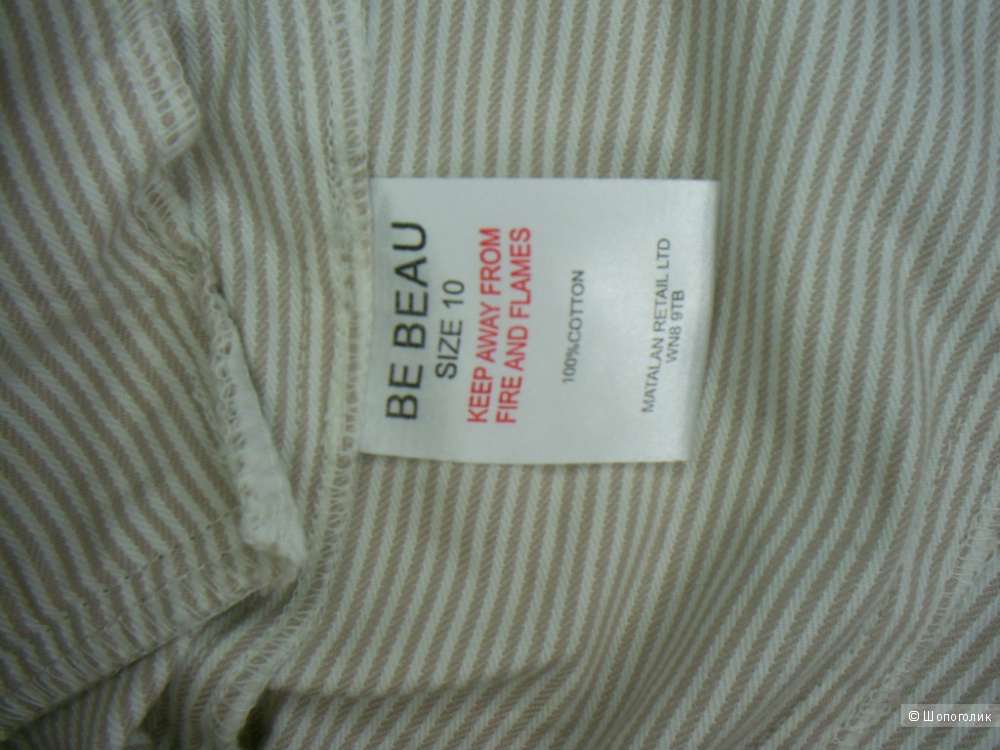 BE BEAU
SIZE 10
KEEP AWAY FROM
FIRE AND FLAMES
100%COTTON
MATALAN RETAIL LTD
WN8 9TB
© Шопоголик